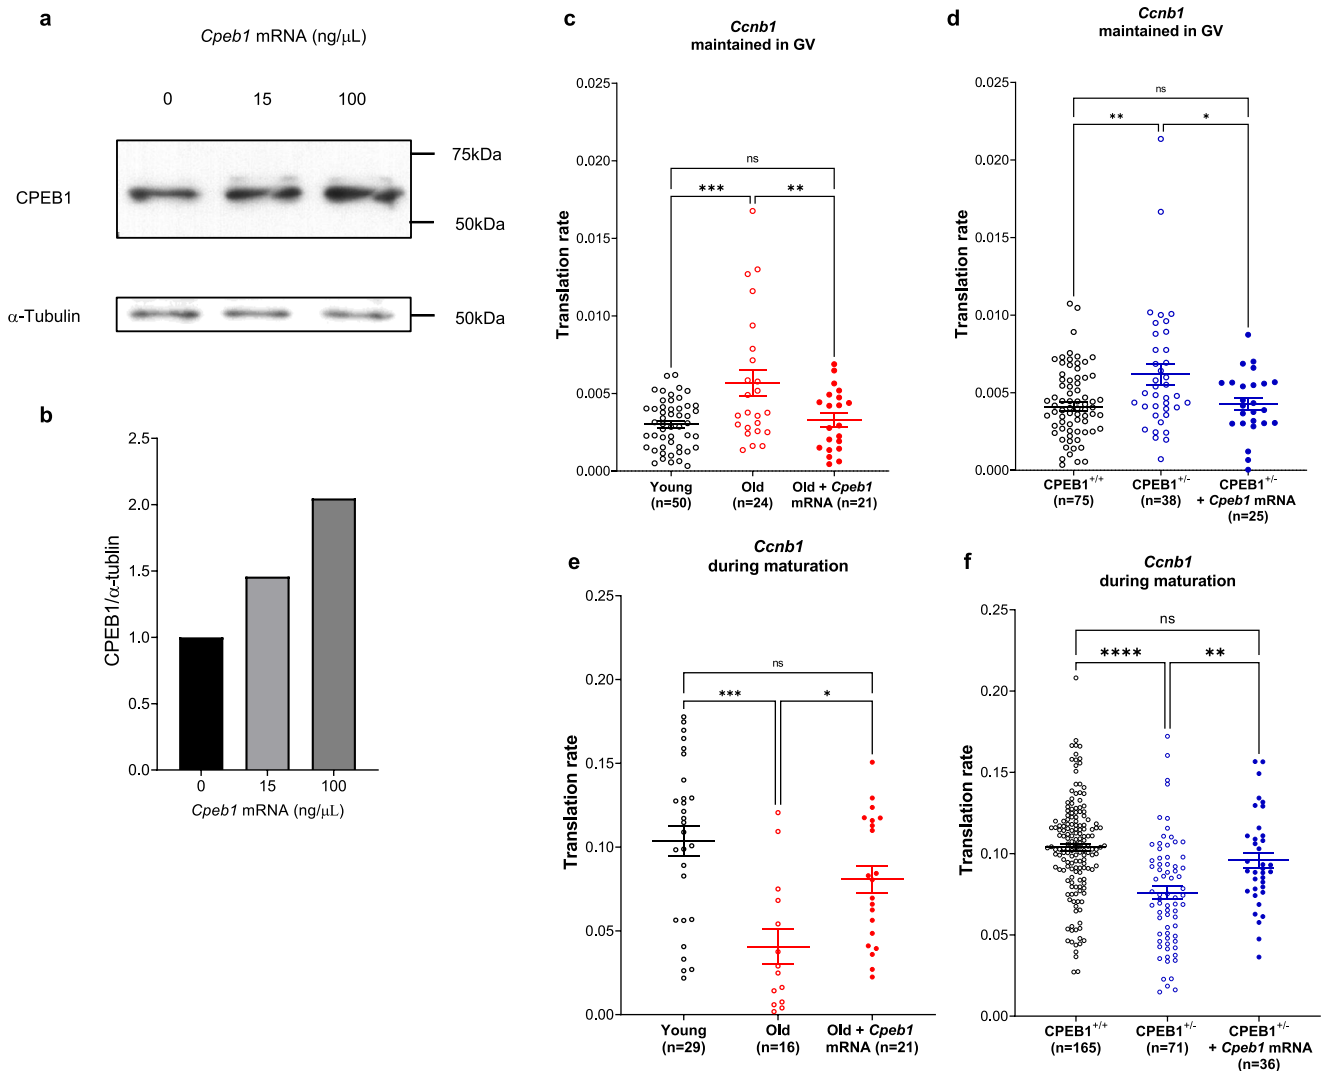 a
Cpeb1 mRNA (ng/μL)
0 15 100
CPEB1
75kDa
50kDa
α-Tubulin
50kDa
b
CPEB1/α-tublin
2.5
2.0
1.5
1.0
0.5
0.0
0 15 100
Cpeb1 mRNA (ng/μL)
c
Ccnb1
maintained in GV
Translation rate
0.025
0.020
0.015
0.010
0.005
0.000
ns
*** **
Young Old Old + Cpeb1
(n=50) (n=24) mRNA (n=21)
d
Ccnb1
maintained in GV
Translation rate
0.025
0.020
0.015
0.010
0.005
0.000
ns
** *
CPEB1+/+ CPEB1+/- CPEB1+/-
(n=75) (n=38) + Cpeb1 mRNA
(n=25)
e
Ccnb1
during maturation
Translation rate
0.25
0.20
0.15
0.10
0.05
0.00
ns
*** *
Young Old Old + Cpeb1
(n=29) (n=16) mRNA (n=21)
f
Ccnb1
during maturation
Translation rate
0.25
0.20
0.15
0.10
0.05
0.00
ns
**** **
CPEB1+/+ CPEB1+/- CPEB1+/-
(n=165) (n=71) + Cpeb1 mRNA
(n=36)